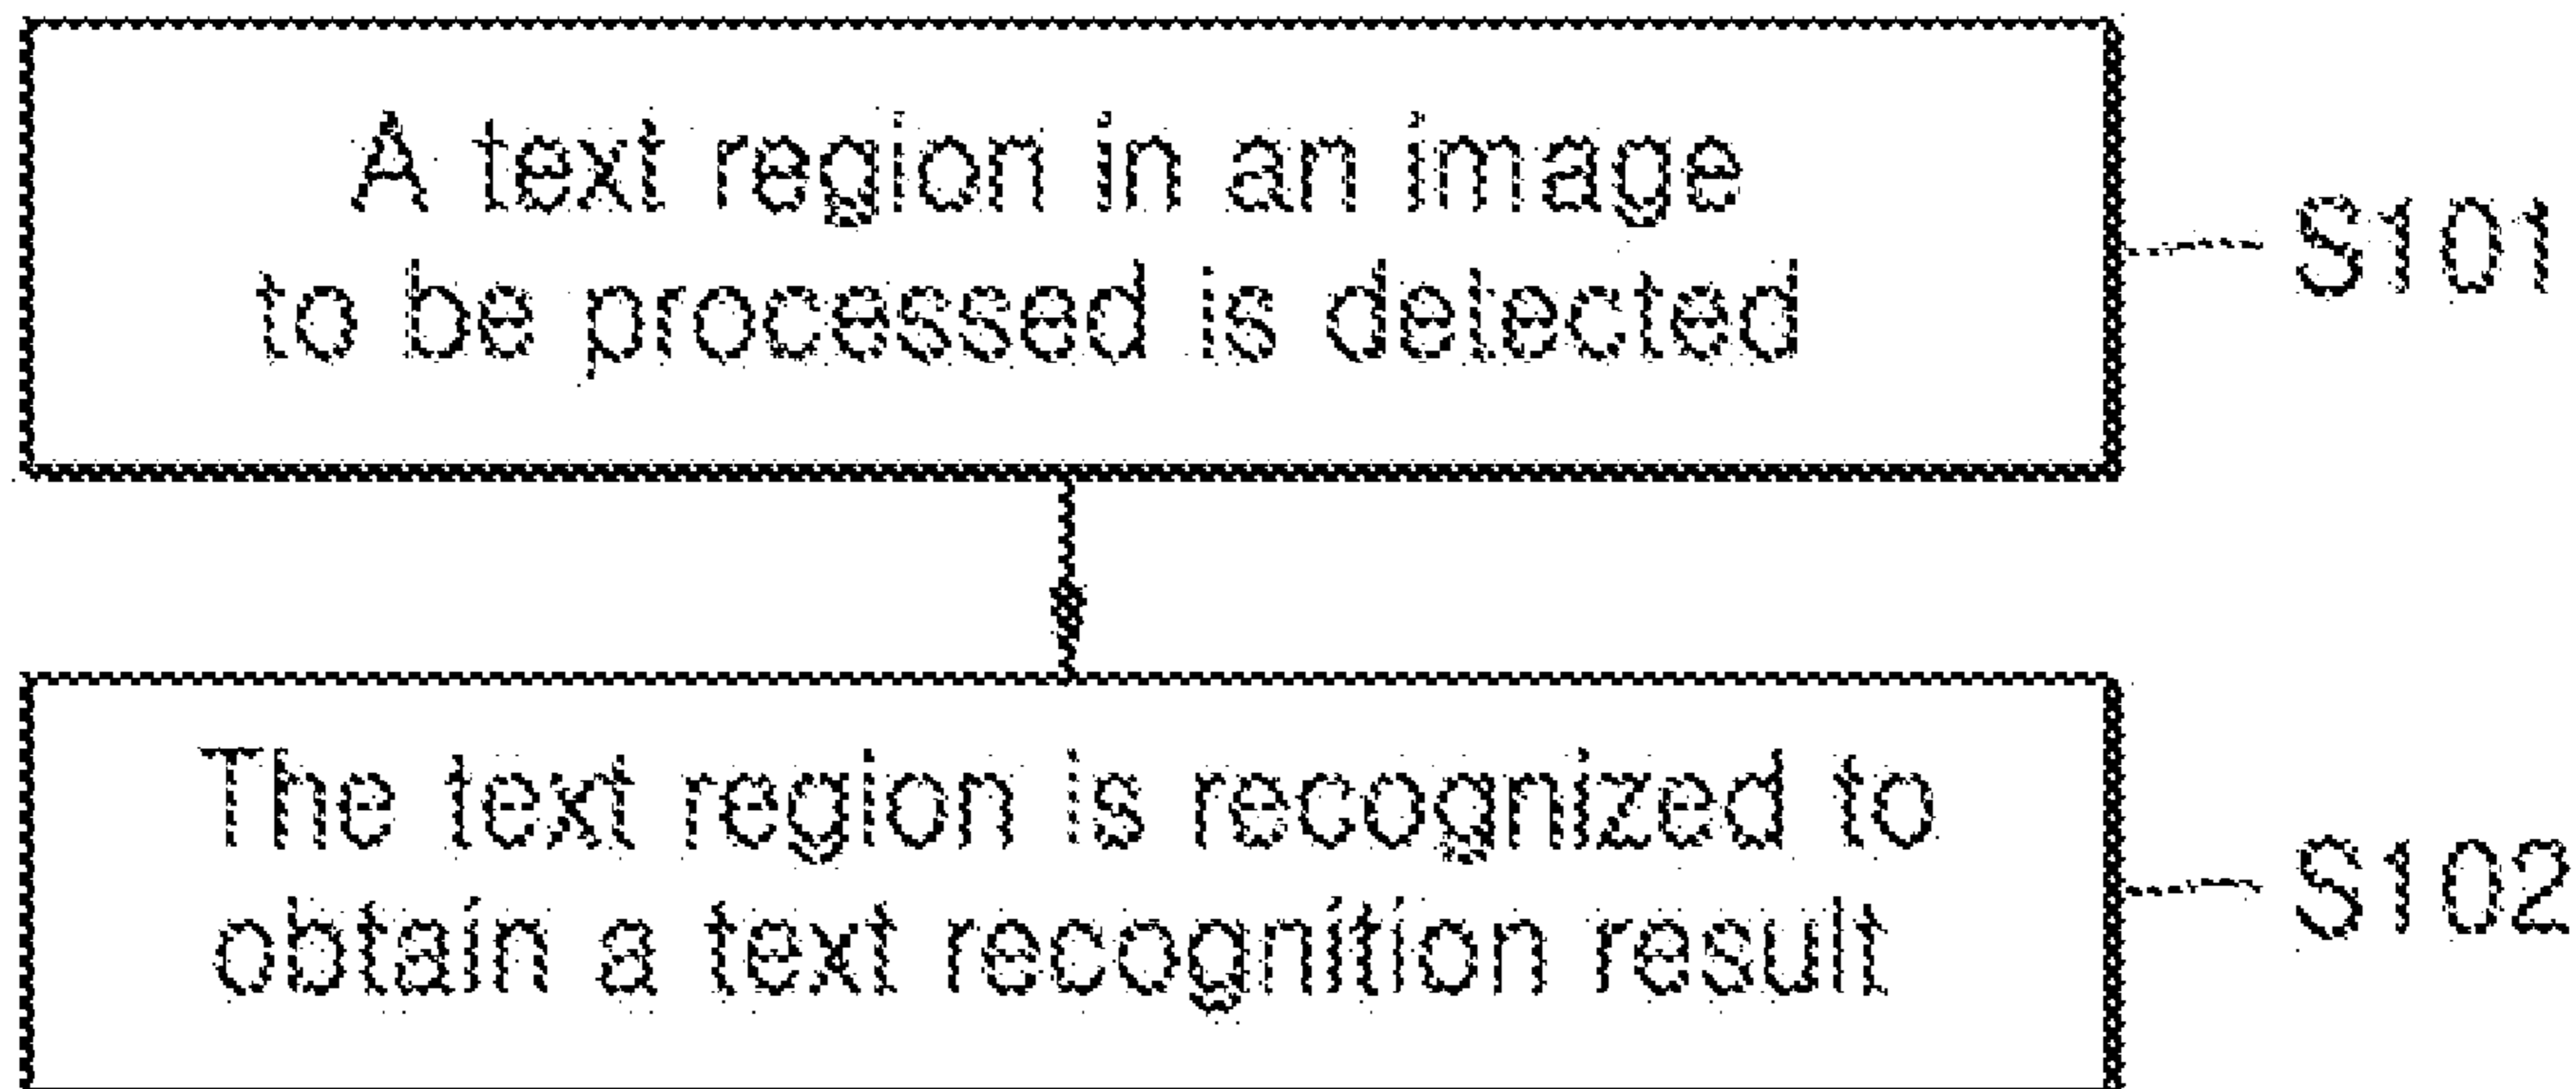 A text region in an image
to be processed is detected
S101
The text region is recognized to
obtain a text recognition result
S102